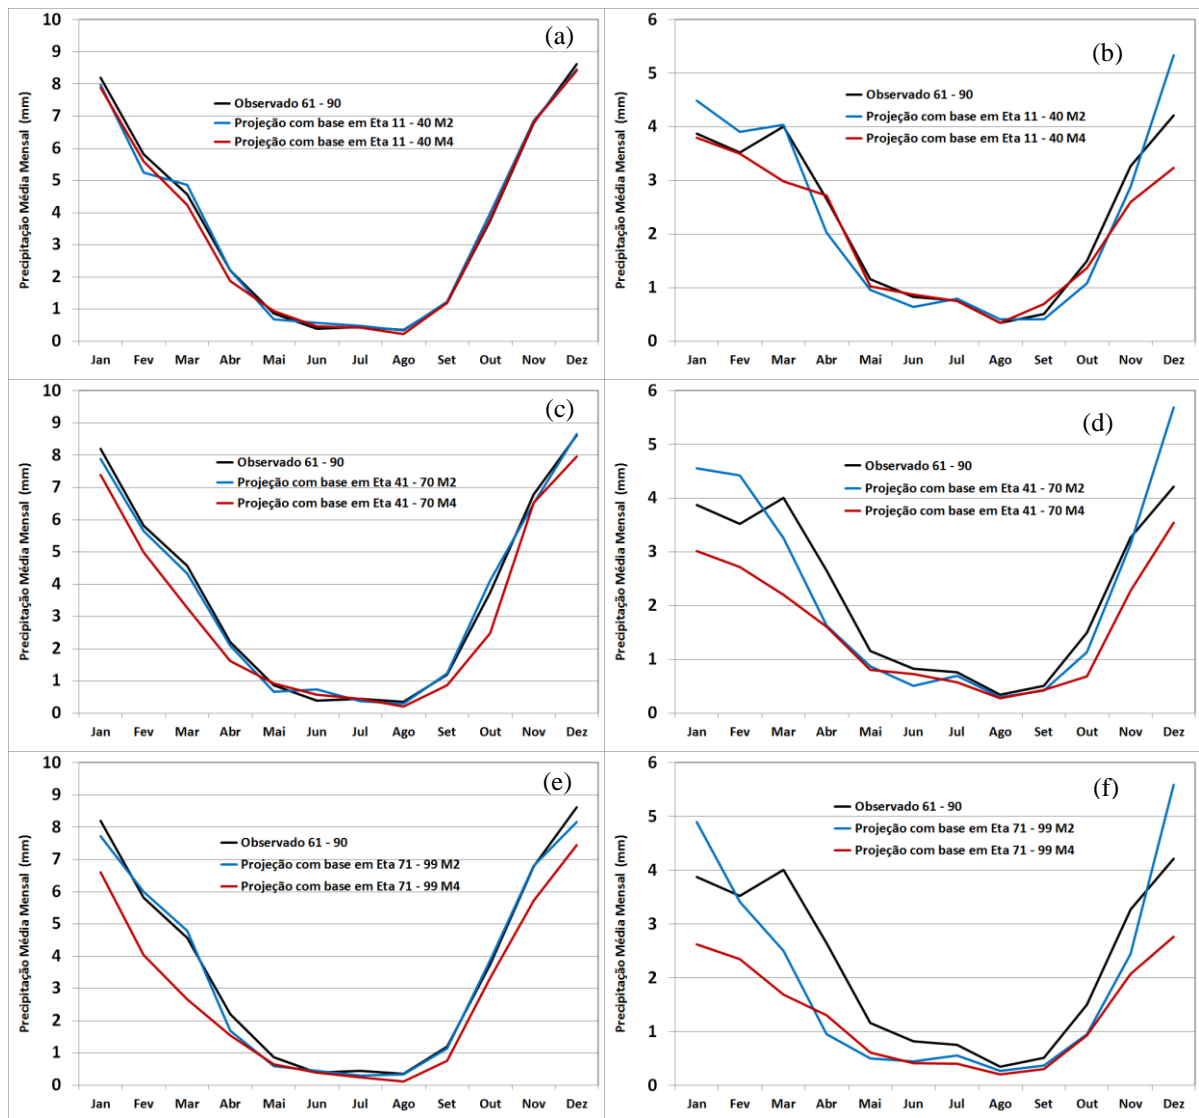 (a)
Precipitação Média Mensal (mm)
10
9
8
7
6
5
4
3
2
1
0
Observado 61 - 90
Projeção com base em Eta 11 - 40 M2
Projeção com base em Eta 11 - 40 M4
Jan Fev Mar Abr Mai Jun Jul Ago Set Out Nov Dez
(b)
Precipitação Média Mensal (mm)
6
5
4
3
2
1
0
Observado 61 - 90
Projeção com base em Eta 11 - 40 M2
Projeção com base em Eta 11 - 40 M4
Jan Fev Mar Abr Mai Jun Jul Ago Set Out Nov Dez
(c)
Precipitação Média Mensal (mm)
10
9
8
7
6
5
4
3
2
1
0
Observado 61 - 90
Projeção com base em Eta 41 - 70 M2
Projeção com base em Eta 41 - 70 M4
Jan Fev Mar Abr Mai Jun Jul Ago Set Out Nov Dez
(d)
Precipitação Média Mensal (mm)
6
5
4
3
2
1
0
Observado 61 - 90
Projeção com base em Eta 41 - 70 M2
Projeção com base em Eta 41 - 70 M4
Jan Fev Mar Abr Mai Jun Jul Ago Set Out Nov Dez
(e)
Precipitação Média Mensal (mm)
10
9
8
7
6
5
4
3
2
1
0
Observado 61 - 90
Projeção com base em Eta 71 - 99 M2
Projeção com base em Eta 71 - 99 M4
Jan Fev Mar Abr Mai Jun Jul Ago Set Out Nov Dez
(f)
Precipitação Média Mensal (mm)
6
5
4
3
2
1
0
Observado 61 - 90
Projeção com base em Eta 71 - 99 M2
Projeção com base em Eta 71 - 99 M4
Jan Fev Mar Abr Mai Jun Jul Ago Set Out Nov Dez